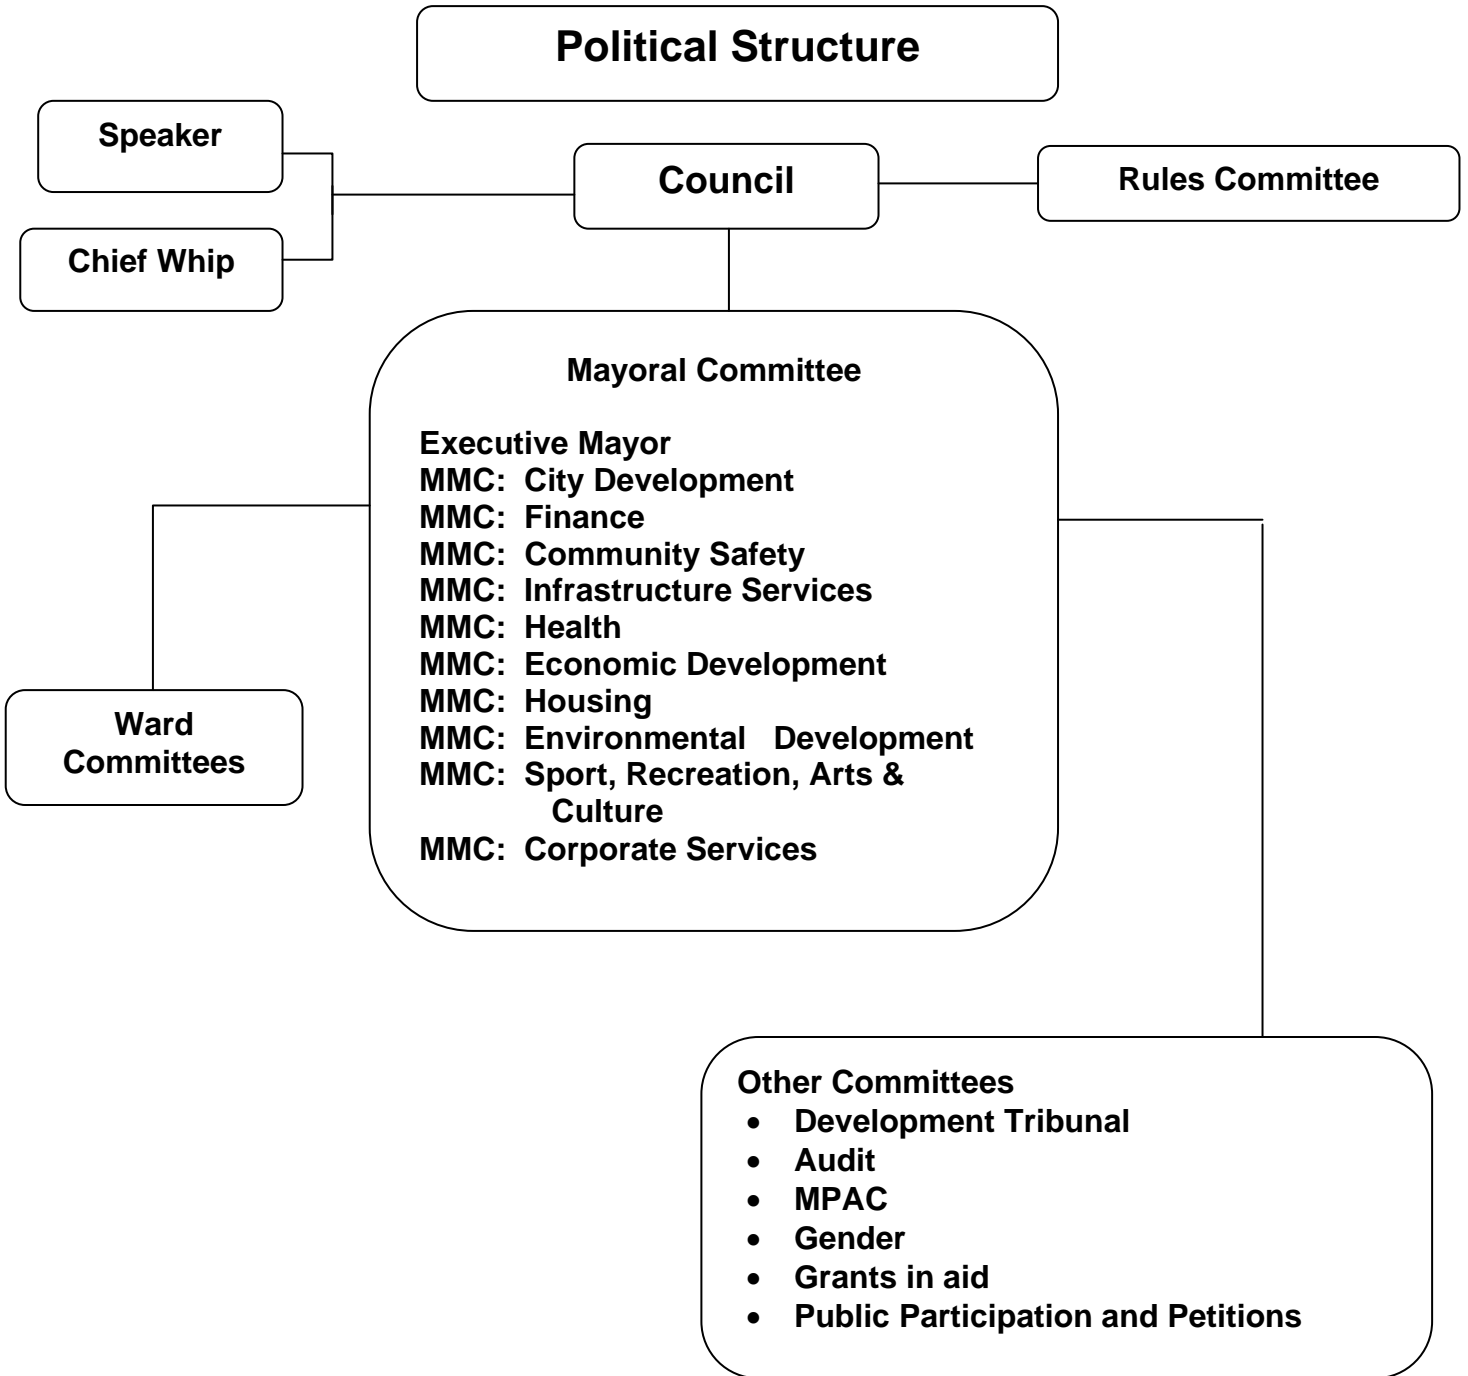 Political Structure
Speaker
Council
Rules Committee
Chief Whip
Mayoral Committee
Executive Mayor
MMC: City Development
MMC: Finance
MMC: Community Safety
MMC: Infrastructure Services
MMC: Health
MMC: Economic Development
MMC: Housing
MMC: Environmental Development
MMC: Sport, Recreation, Arts &
Culture
MMC: Corporate Services
Ward
Committees
Other Committees
• Development Tribunal
• Audit
• MPAC
• Gender
• Grants in aid
• Public Participation and Petitions